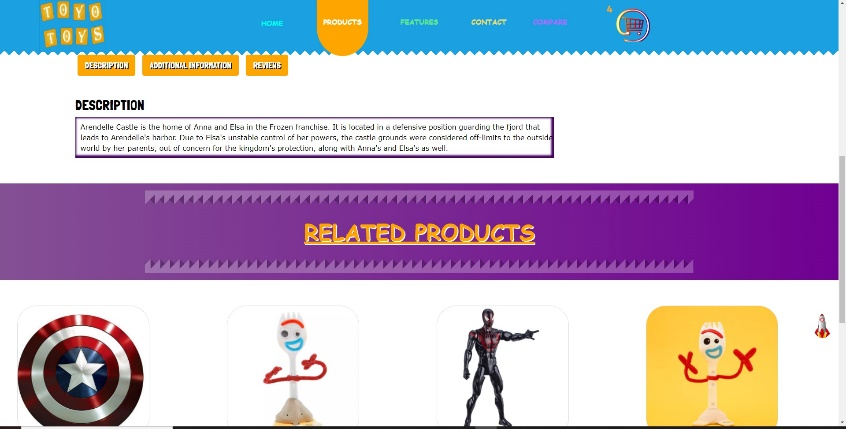 TOYO
TOYS
HOME
PRODUCTS
FEATURES
CONTACT
COMPARE
4
DESCRIPTION
ADDITIONAL INFORMATION
REVIEWS
DESCRIPTION
Arendelle Castle is the home of Anna and Elsa in the Frozen franchise. It is located in a defensive position guarding the fjord that
leads to Arendelle's harbor. Due to Elsa's unstable control of her powers, the castle grounds were considered off-limits to the outside
world by her parents, out of concern for the kingdom's protection, along with Anna's and Elsa's as well.
RELATED PRODUCTS